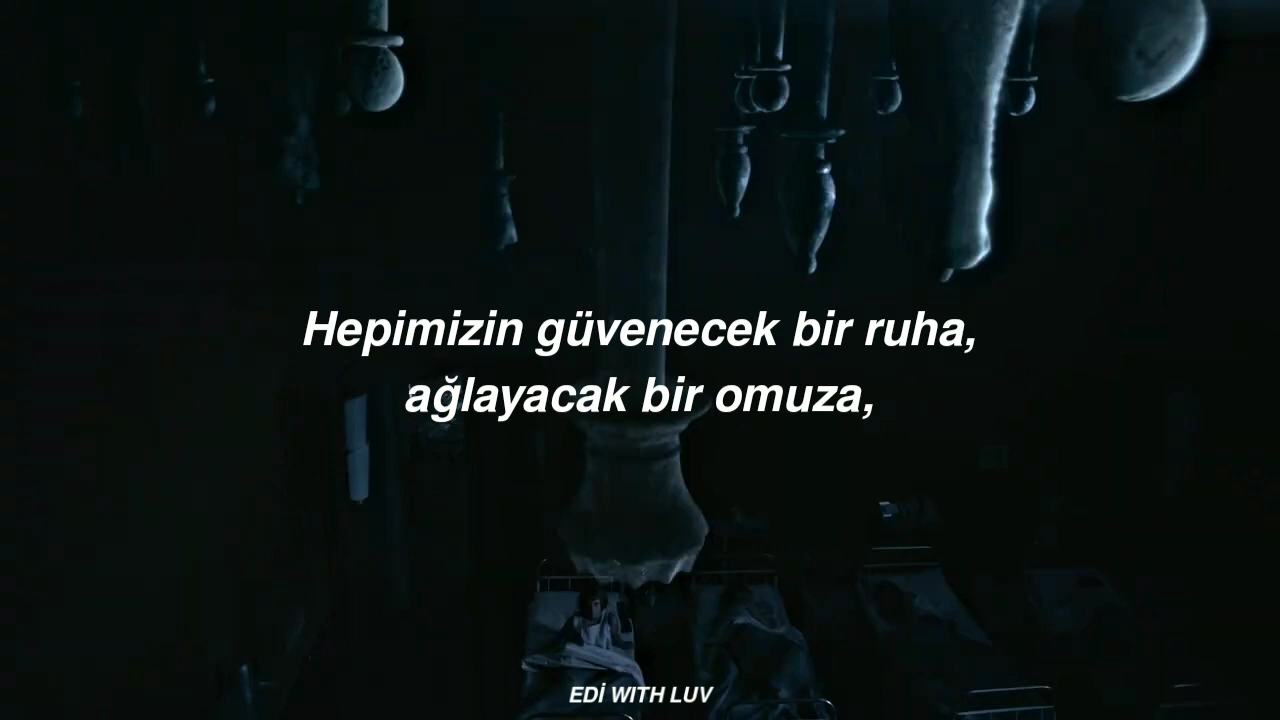 Hepimizin güvenecek bir ruha,
ağlayacak bir omuza,
EDİ WITH LUV